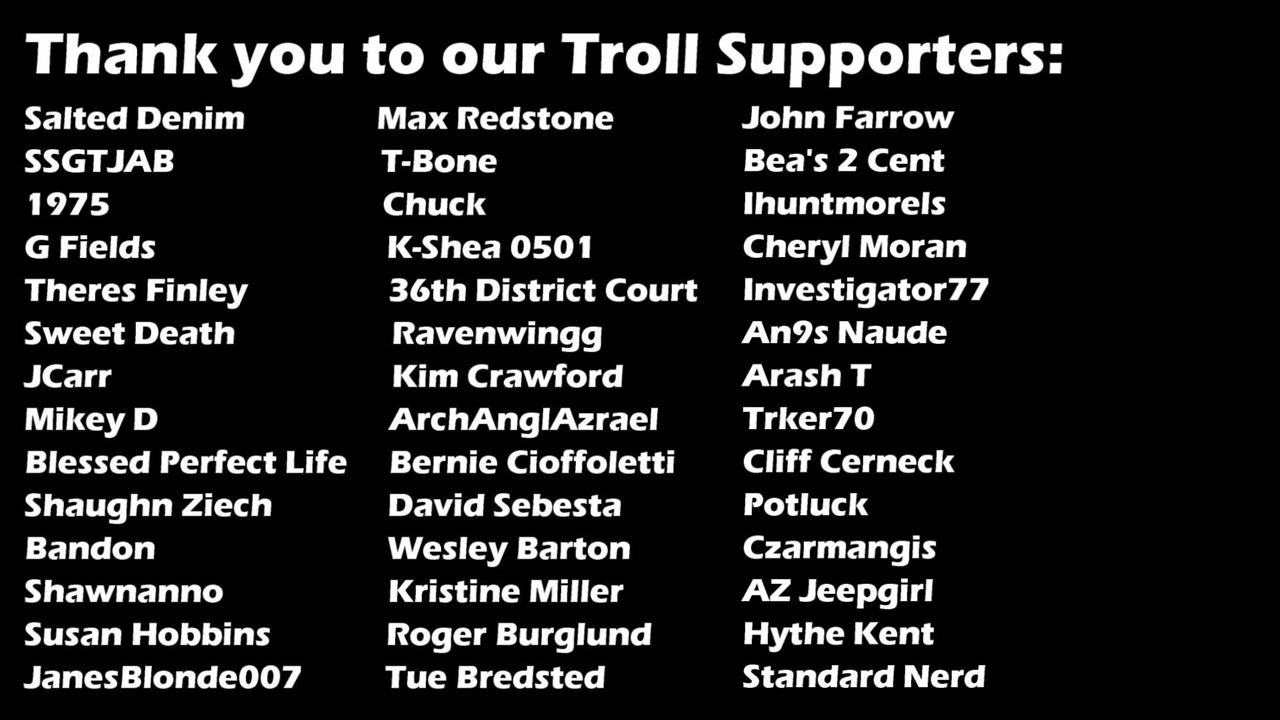 Thank you to our Troll Supporters:
Salted Denim
SSGTJAB
1975
G Fields
Theres Finley
Sweet Death
JCarr
Mikey D
Blessed Perfect Life
Shaughn Ziech
Bandon
Shawnanno
Susan Hobbins
JanesBlonde007
Max Redstone
T-Bone
Chuck
K-Shea 0501
36th District Court
Ravenwingg
Kim Crawford
ArchAnglAzrael
Bernie Cioffoletti
David Sebesta
Wesley Barton
Kristine Miller
Roger Burglund
Tue Bredsted
John Farrow
Bea's 2 Cent
Ihuntmorels
Cheryl Moran
Investigator77
An9s Naude
Arash T
Trker70
Cliff Cerneck
Potluck
Czarmangis
AZ Jeepgirl
Hythe Kent
Standard Nerd